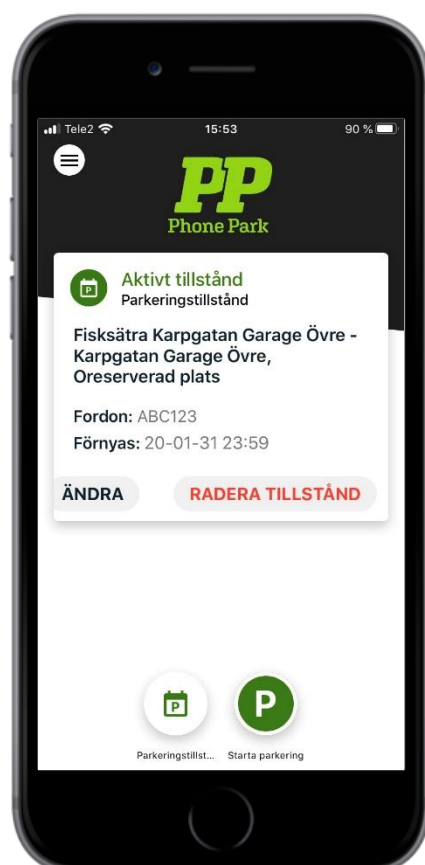 Tele2 15:53 90 %
PP
Phone Park
Aktivt tillstånd
Parkeringstillstånd
P
Fisksätra Karpgatan Garage Övre -
Karpgatan Garage Övre,
Oreserverad plats
Fordon: ABC123
Förnyas: 20-01-31 23:59
ÄNDRA RADERA TILLSTÅND
P P
Parkeringstillst... Starta parkering